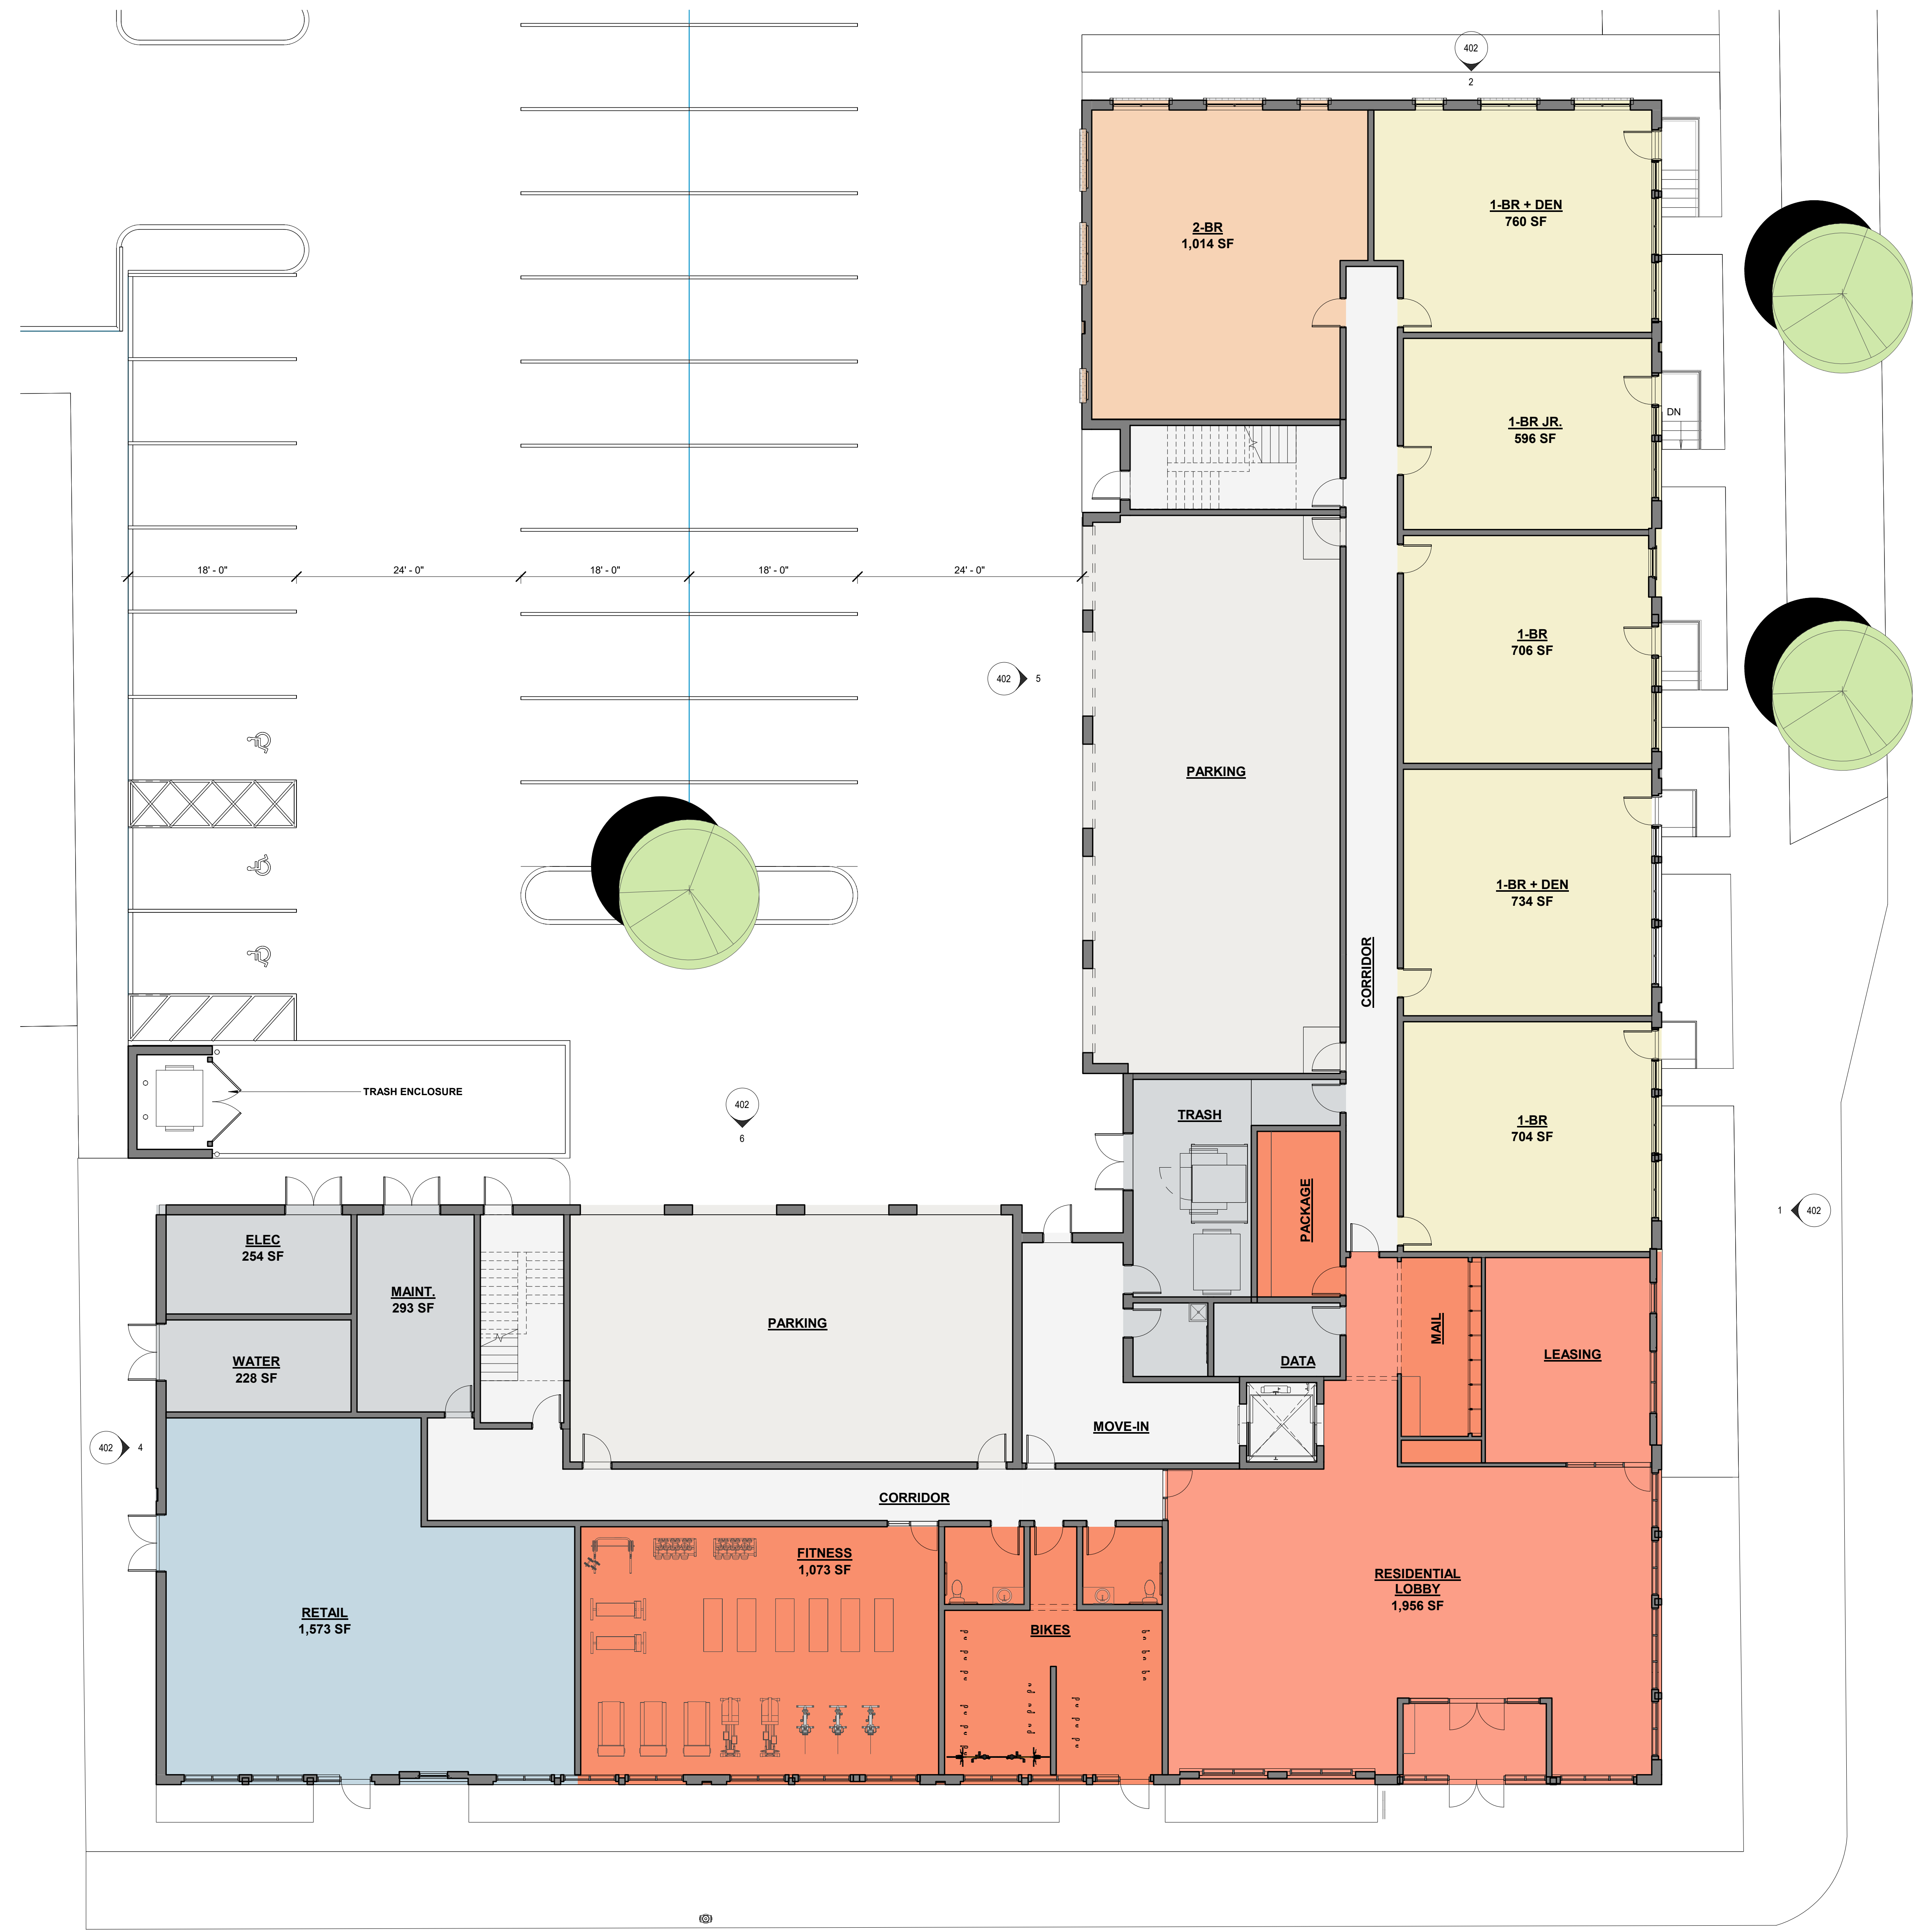 402
2
2-BR
1,014 SF
1-BR + DEN
760 SF
1-BR JR.
596 SF
DN
18' - 0"
24' - 0"
18' - 0"
18' - 0"
24' - 0"
1-BR
706 SF
402
5
PARKING
1-BR + DEN
734 SF
CORRIDOR
TRASH ENCLOSURE
402
6
TRASH
1-BR
704 SF
PACKAGE
1
402
ELEC
254 SF
MAINT.
293 SF
PARKING
MAIL
LEASING
WATER
228 SF
DATA
402
4
MOVE-IN
CORRIDOR
FITNESS
1,073 SF
RESIDENTIAL
LOBBY
1,956 SF
RETAIL
1,573 SF
BIKES